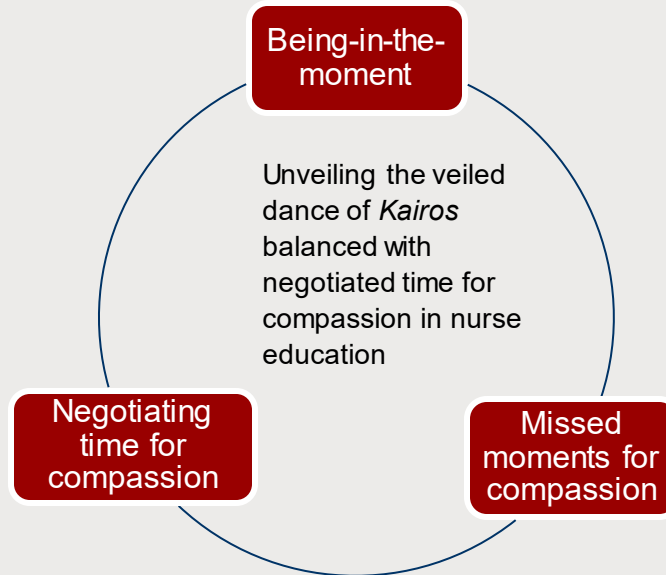 Being-in-the-
moment
Unveiling the veiled
dance of Kairos
balanced with
negotiated time for
compassion in nurse
education
Negotiating
time for
compassion
Missed
moments for
compassion